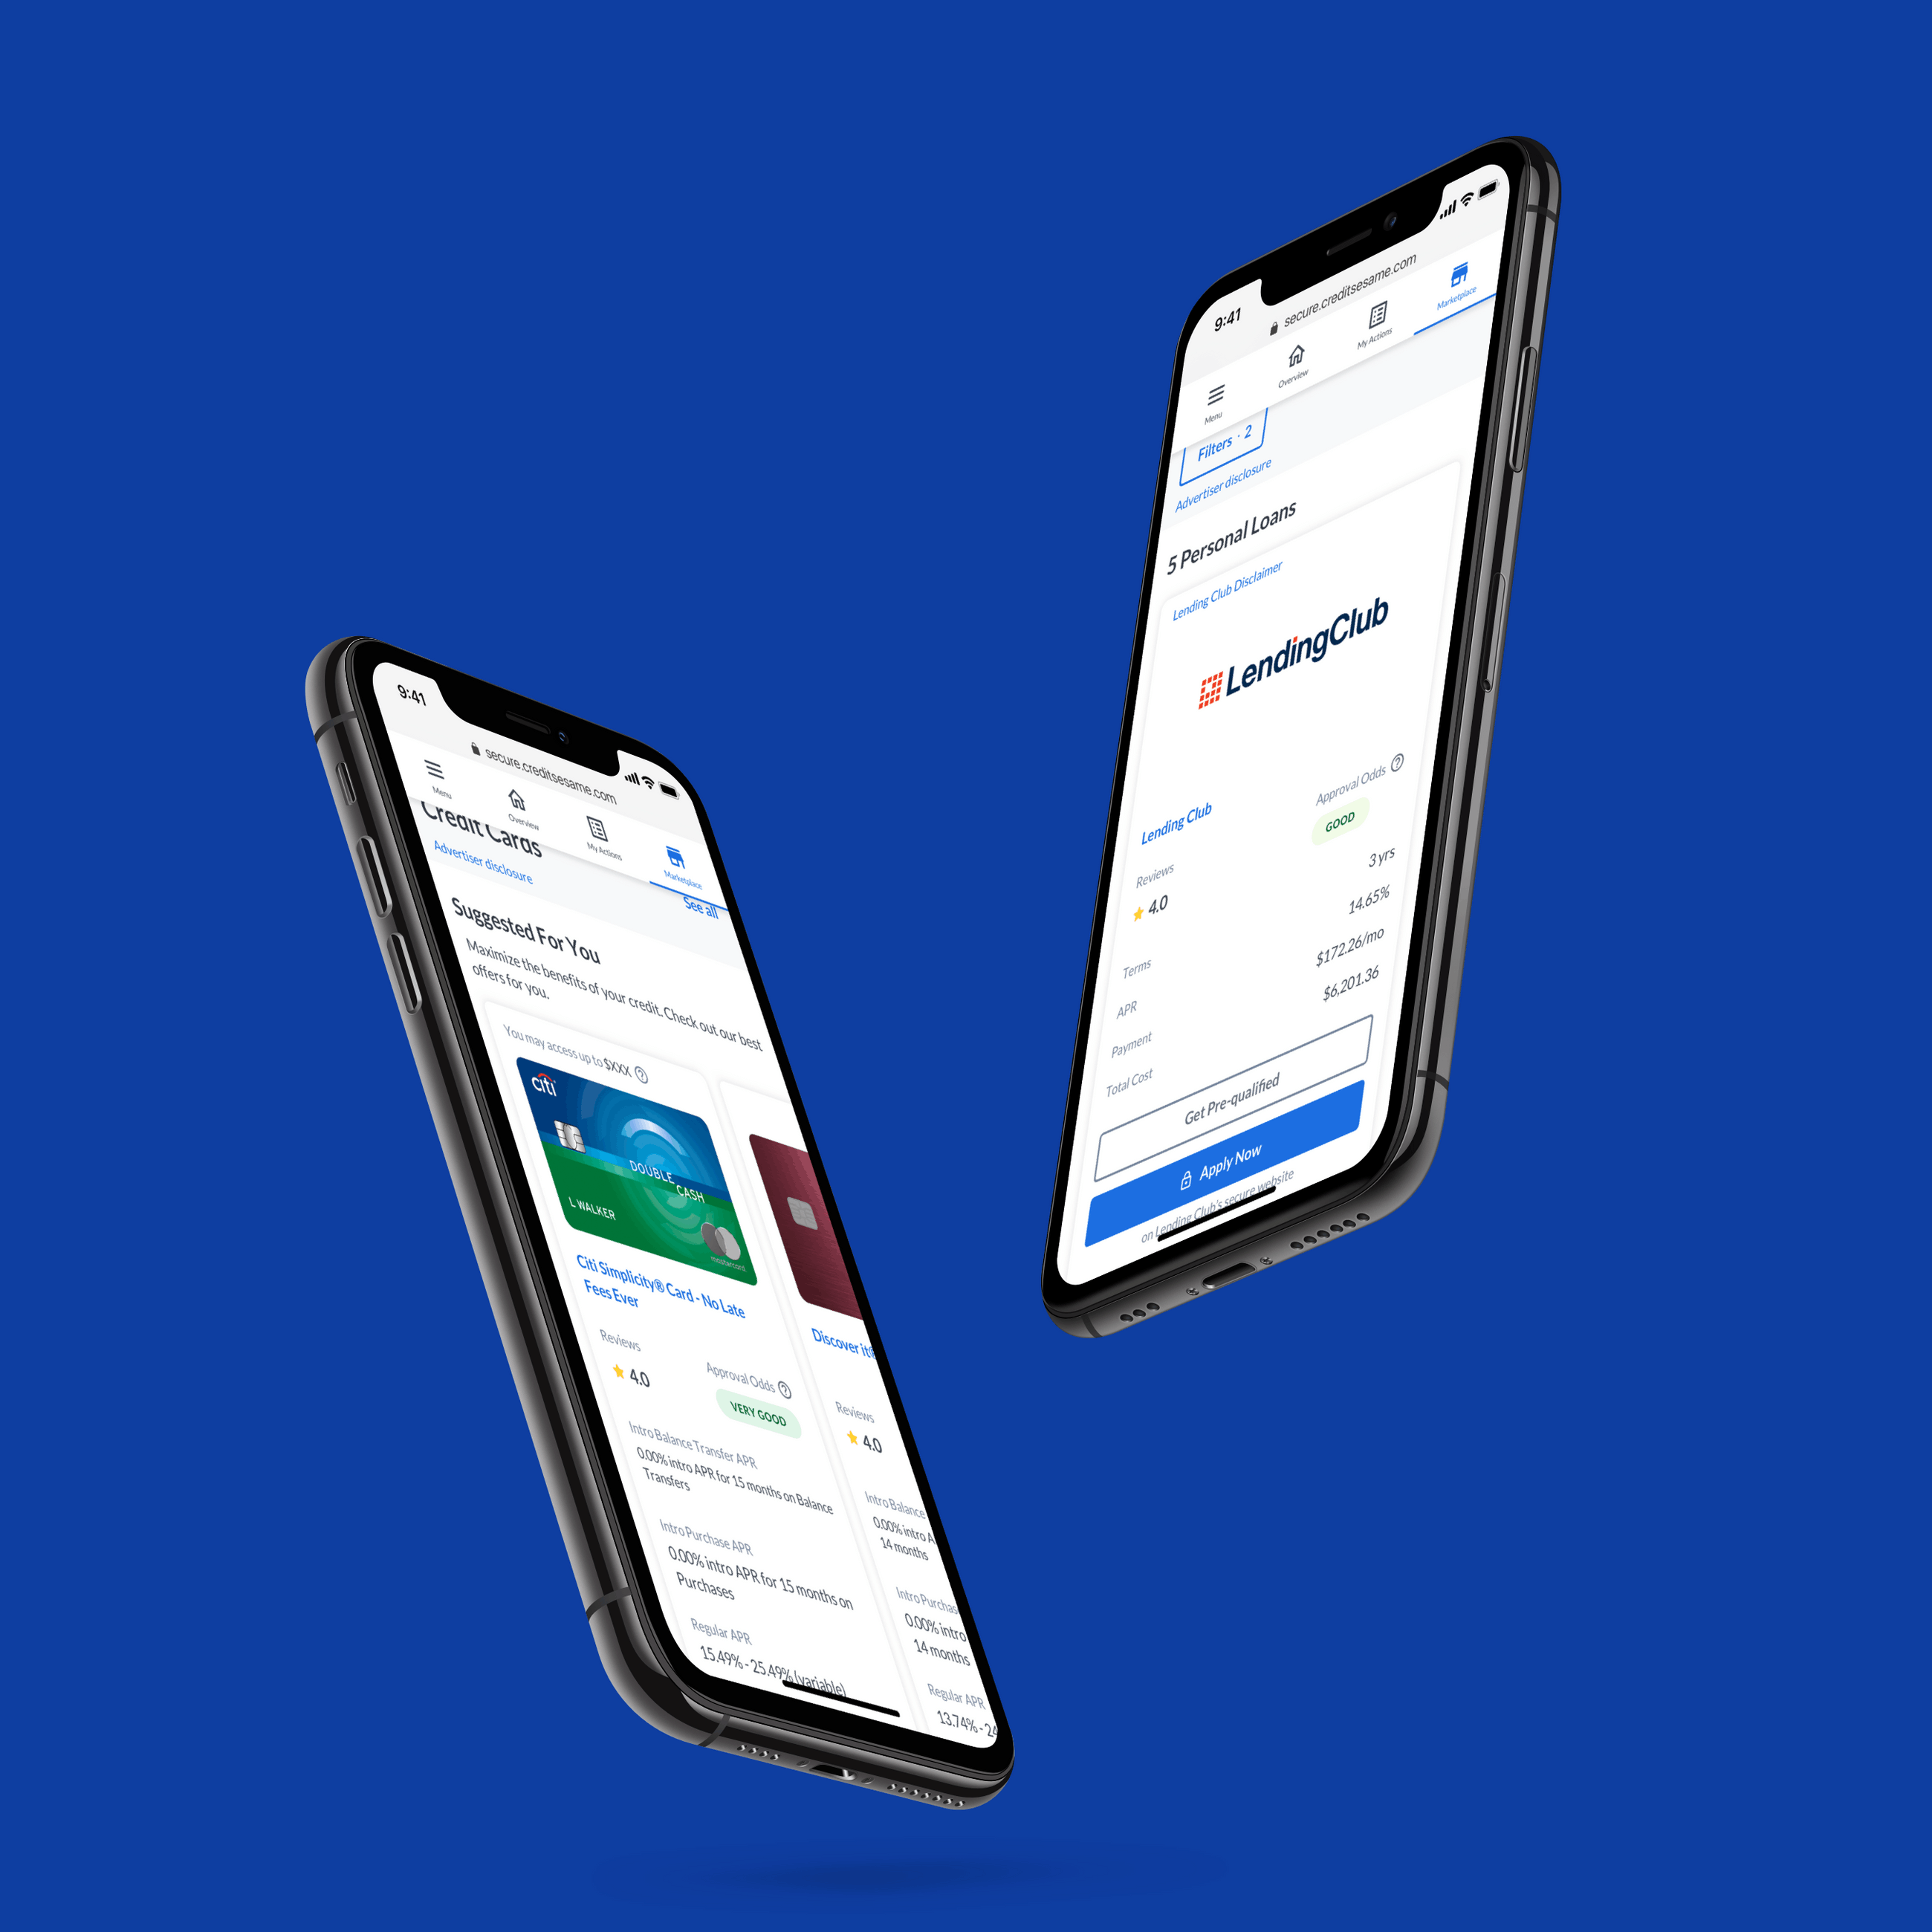 9:41
secure.creditsesame.com
Menu
Overview
My Actions
Marketplace
Credit Cards
Advertiser disclosure
See all
Suggested For You
Maximize the benefits of your credit. Check out our best
offers for you.
You may access up to $XXX ?
citi
DOUBLE
CASH
L WALKER
mastercard
Citi Simplicity® Card - No Late
Fees Ever
Reviews
4.0
Approval Odds ?
VERY GOOD
Intro Balance Transfer APR
0.00% intro APR for 15 months on Balance
Transfers
Intro Purchase APR
0.00% intro APR for 15 months on
Purchases
Regular APR
15.49% - 25.49% (variable)
Discover it®
Reviews
4.0
Intro Balance
0.00% intro A
14 months
Intro Purchas
0.00% intro
14 months
Regular APR
13.74% - 24
9:41
secure.creditsesame.com
Menu
Overview
My Actions
Marketplace
Filters · 2
Advertiser disclosure
5 Personal Loans
Lending Club Disclaimer
LendingClub
Lending Club
Approval Odds ?
GOOD
Reviews
4.0
Terms 3 yrs
APR 14.65%
Payment $172.26/mo
Total Cost $6,201.36
Get Pre-qualified
Apply Now
on Lending Club's secure website